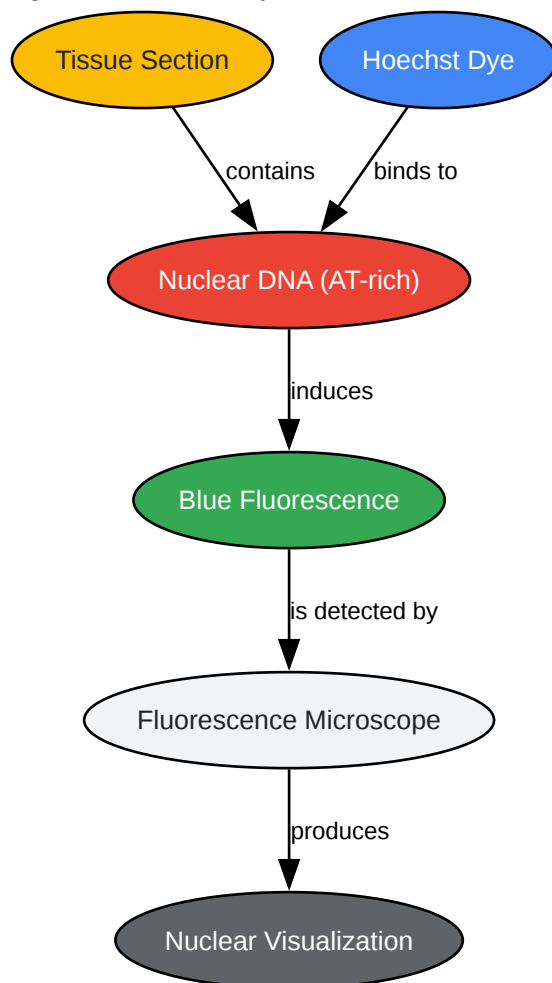 Tissue Section
Hoechst Dye
contains
binds to
Nuclear DNA (AT-rich)
induces
Blue Fluorescence
is detected by
Fluorescence Microscope
produces
Nuclear Visualization